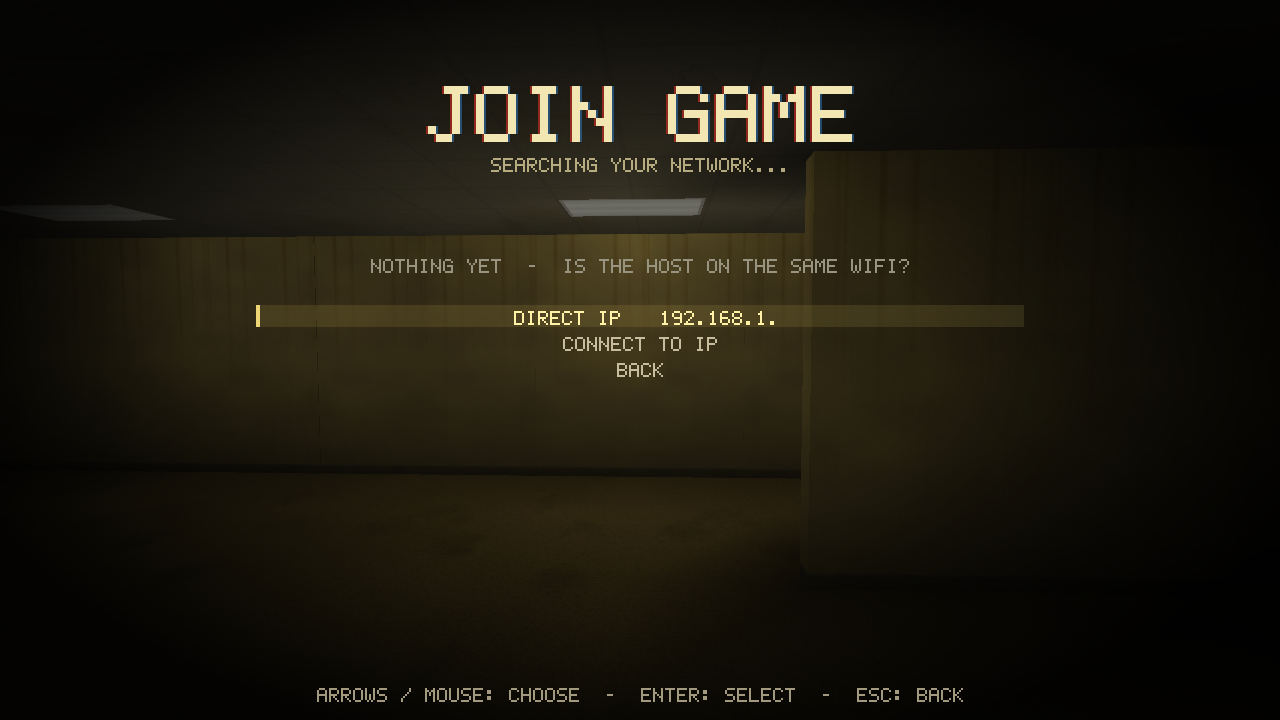 JOIN GAME
SEARCHING YOUR NETWORK...
NOTHING YET - IS THE HOST ON THE SAME WIFI?
DIRECT IP 192.168.1.
CONNECT TO IP
BACK
ARROWS / MOUSE: CHOOSE - ENTER: SELECT - ESC: BACK